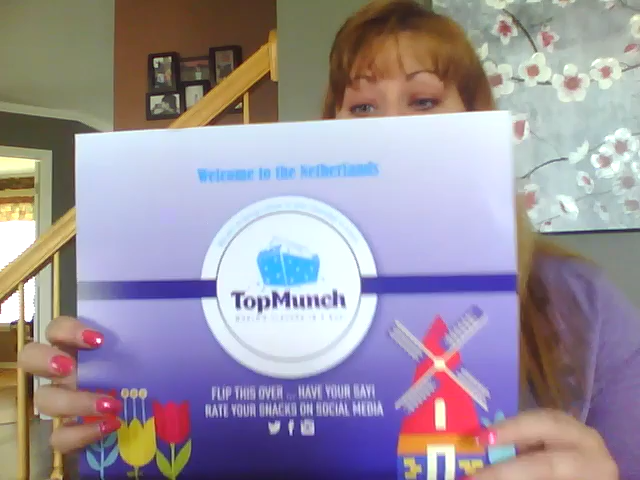 Welcome to the Netherlands
TopMunch
FLIP THIS OVER ... HAVE YOUR SAY!
RATE YOUR SNACKS ON SOCIAL MEDIA